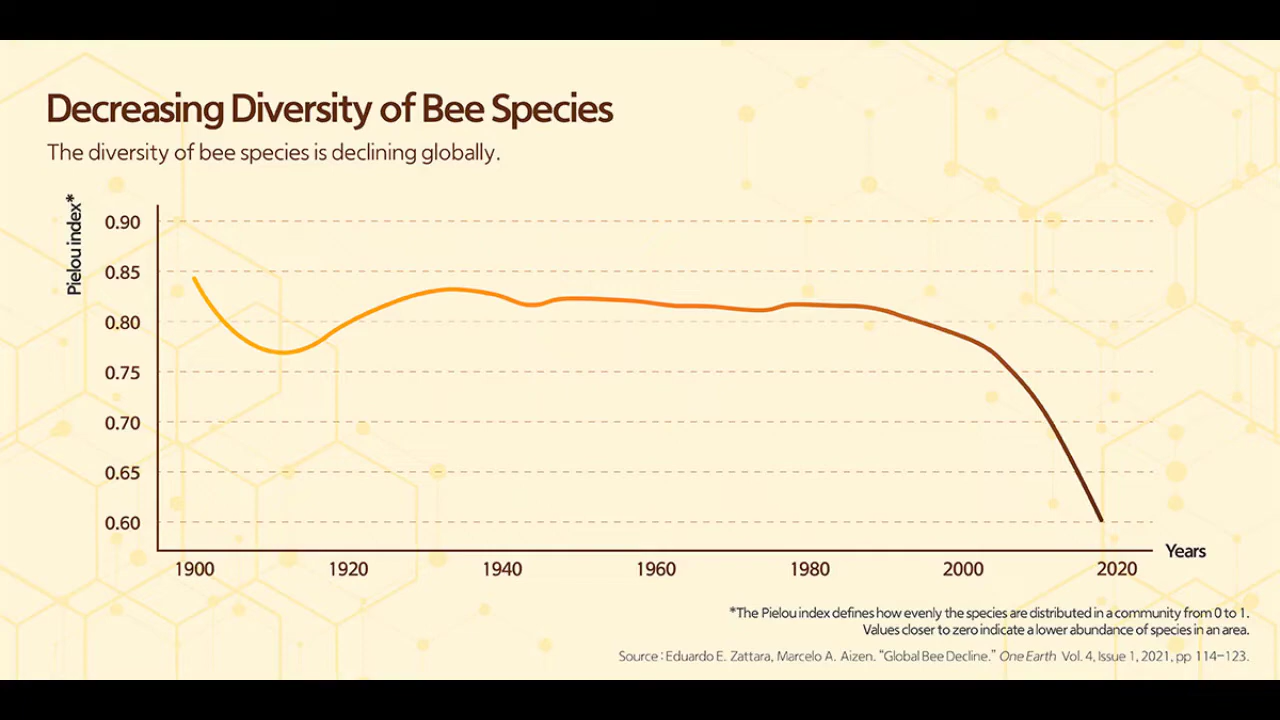 Decreasing Diversity of Bee Species
The diversity of bee species is declining globally.
Pielou index*
0.90
0.85
0.80
0.75
0.70
0.65
0.60
1900 1920 1940 1960 1980 2000 2020
Years
*The Pielou index defines how evenly the species are distributed in a community from 0 to 1.
Values closer to zero indicate a lower abundance of species in an area.
Source : Eduardo E. Zattara, Marcelo A. Aizen. “Global Bee Decline.” One Earth Vol. 4, Issue 1, 2021, pp 114–123.